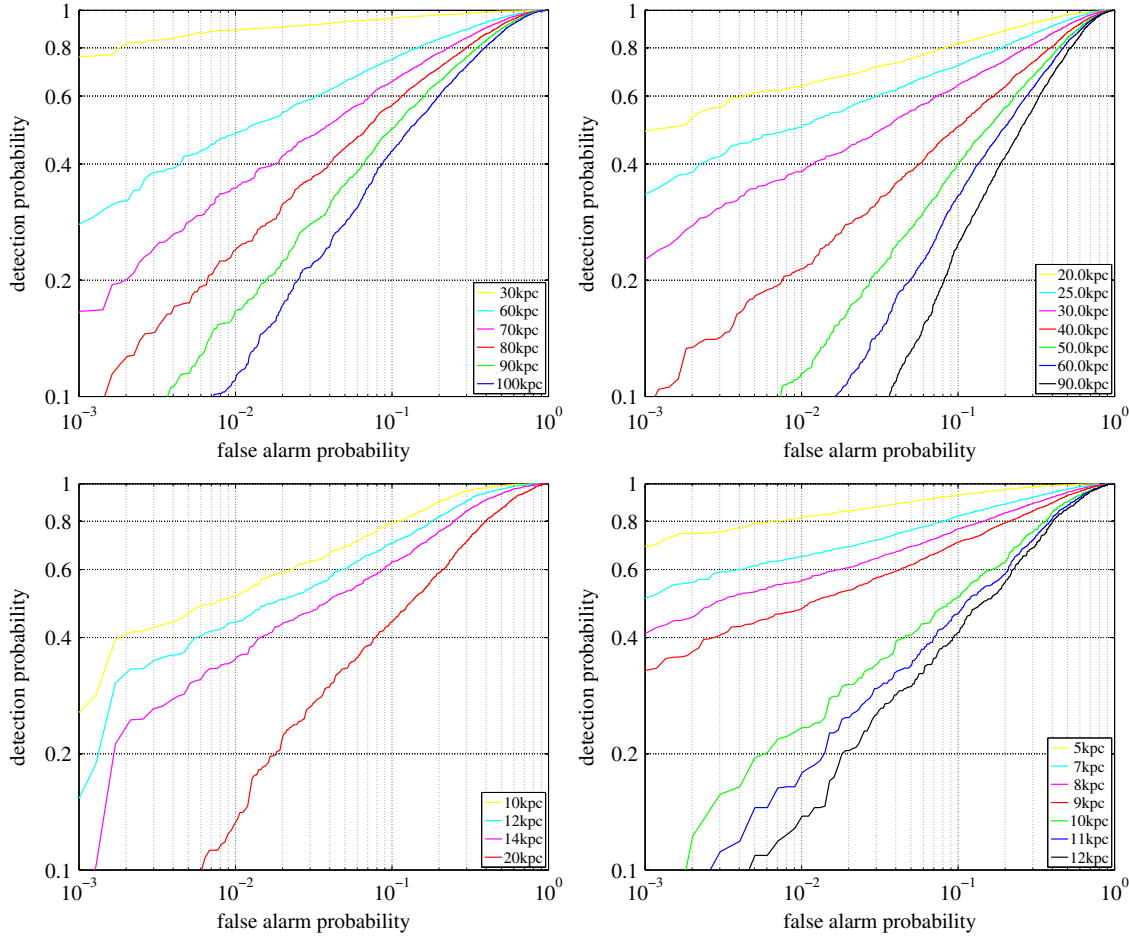 1
0.8
0.6
0.4
0.2
0.1
10^-3
10^-2
10^-1
10^0
detection probability
false alarm probability
30kpc
60kpc
70kpc
80kpc
90kpc
100kpc
1
0.8
0.6
0.4
0.2
0.1
10^-3
10^-2
10^-1
10^0
detection probability
false alarm probability
20.0kpc
25.0kpc
30.0kpc
40.0kpc
50.0kpc
60.0kpc
90.0kpc
1
0.8
0.6
0.4
0.2
0.1
10^-3
10^-2
10^-1
10^0
detection probability
false alarm probability
10kpc
12kpc
14kpc
20kpc
1
0.8
0.6
0.4
0.2
0.1
10^-3
10^-2
10^-1
10^0
detection probability
false alarm probability
5kpc
7kpc
8kpc
9kpc
10kpc
11kpc
12kpc